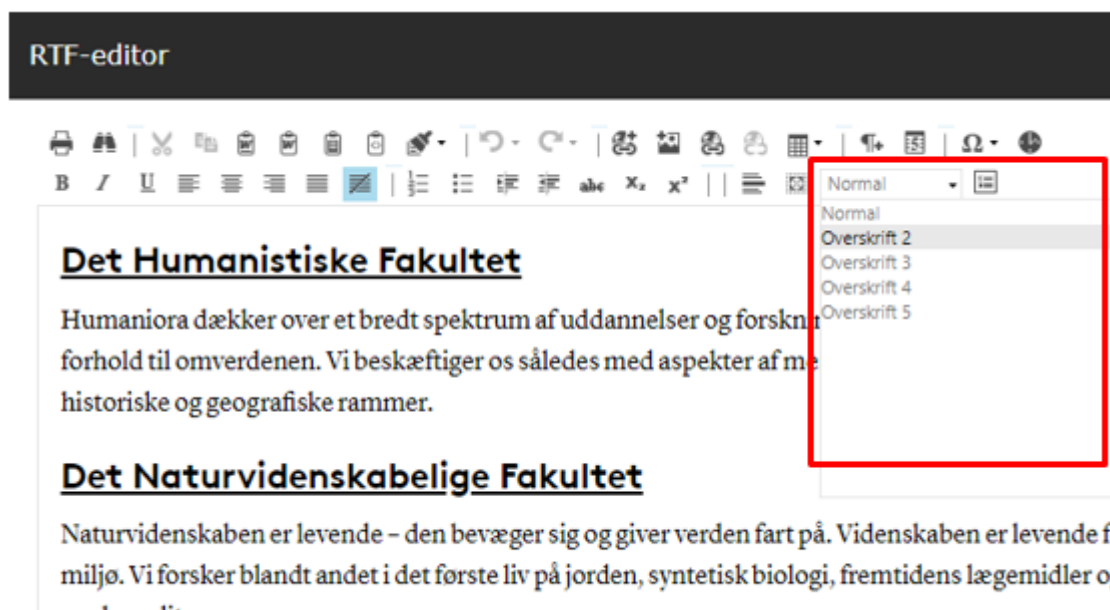 RTF-editor
B I U abc X₂ x² Normal
Normal
Overskrift 2
Overskrift 3
Overskrift 4
Overskrift 5
Det Humanistiske Fakultet
Humaniora dækker over et bredt spektrum af uddannelser og
forhold til omverdenen. Vi beskæftiger os således med aspekter af
historiske og geografiske rammer.
Det Naturvidenskabelige Fakultet
Naturvidenskaben er levende – den bevæger sig og giver verden fart på. Videnskaben er levende
miljø. Vi forsker blandt andet i det første liv på jorden, syntetisk biologi, fremtidens lægemidler